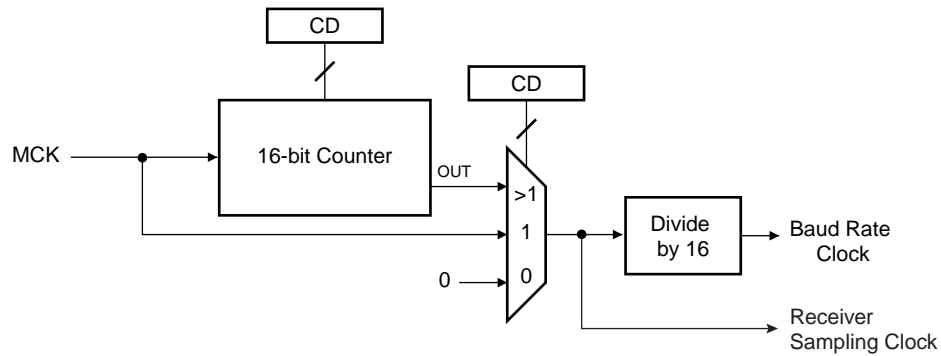 CD
CD
MCK
16-bit Counter
OUT
>1
1
0
0
Divide
by 16
Baud Rate
Clock
Receiver
Sampling Clock